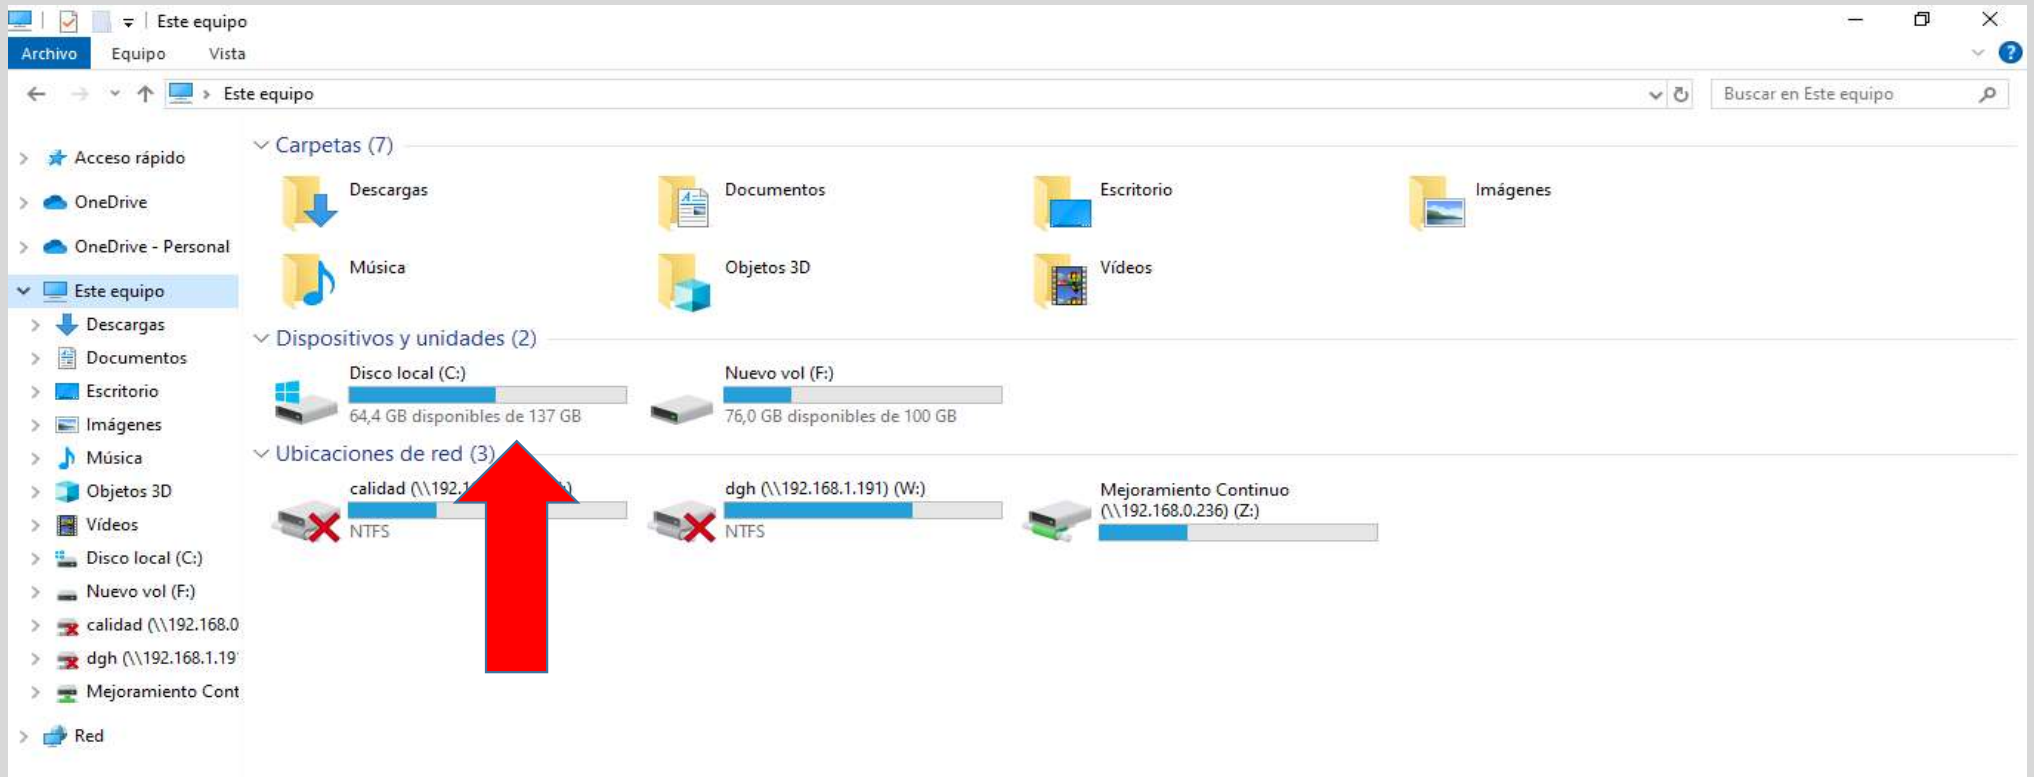 Este equipo
Archivo Equipo Vista
Este equipo
Buscar en Este equipo
Acceso rápido
OneDrive
OneDrive - Personal
Este equipo
Descargas
Documentos
Escritorio
Imágenes
Música
Objetos 3D
Vídeos
Disco local (C:)
Nuevo vol (F:)
calidad (\\192.168.0
dgh (\\192.168.1.19
Mejoramiento Cont
Red
Carpetas (7)
Descargas Documentos Escritorio Imágenes
Música Objetos 3D Vídeos
Dispositivos y unidades (2)
Disco local (C:) Nuevo vol (F:)
64,4 GB disponibles de 137 GB 76,0 GB disponibles de 100 GB
Ubicaciones de red (3)
calidad (\\192.1 dgh (\\192.168.1.191) (W:) Mejoramiento Continuo
(\\192.168.0.236) (Z:)
NTFS NTFS